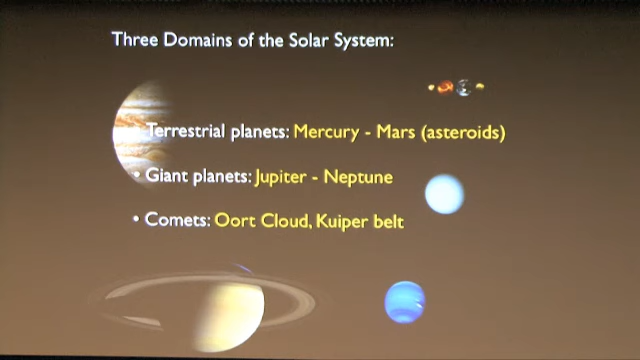 Three Domains of the Solar System:
• Terrestrial planets: Mercury - Mars (asteroids)
• Giant planets: Jupiter - Neptune
• Comets: Oort Cloud, Kuiper belt